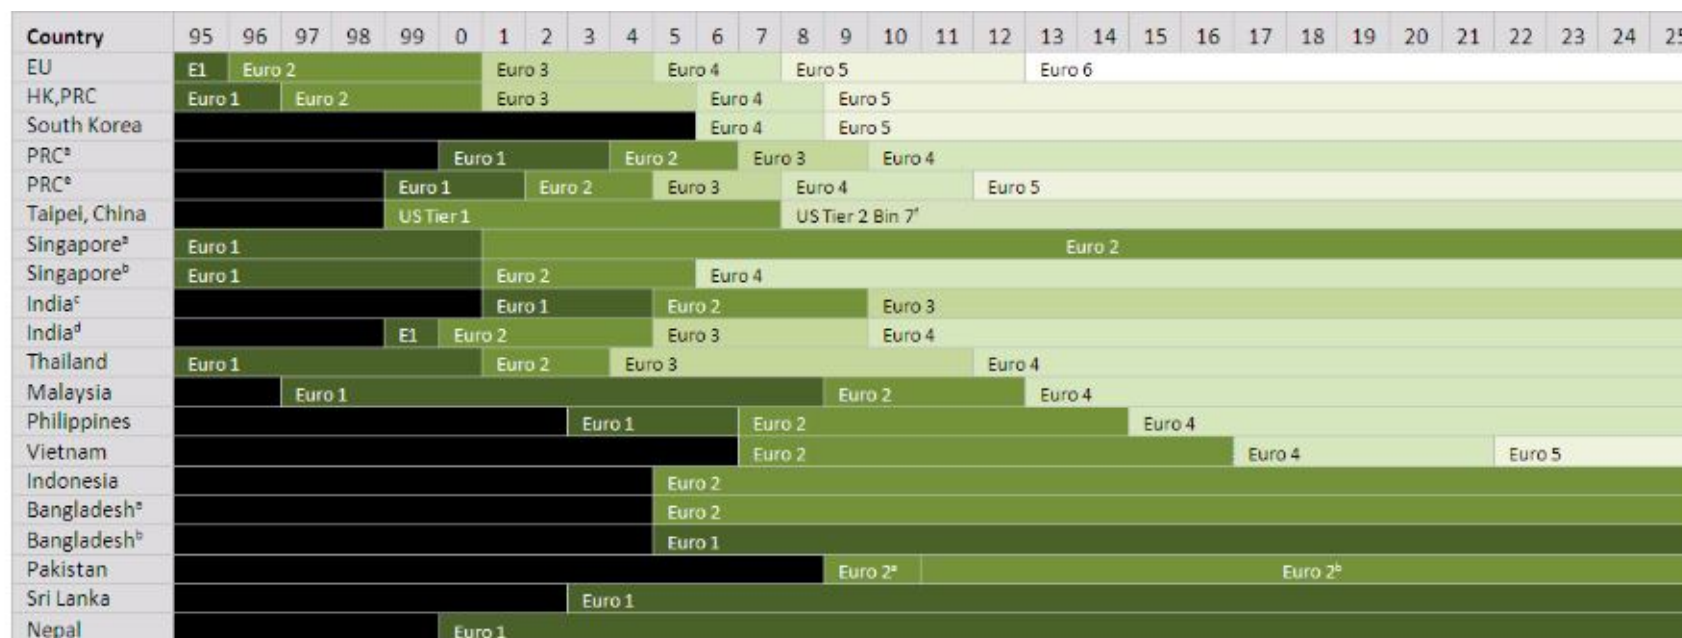 Country 95 96 97 98 99 0 1 2 3 4 5 6 7 8 9 10 11 12 13 14 15 16 17 18 19 20 21 22 23 24 25
EU E1 Euro 2 Euro 3 Euro 4 Euro 5 Euro 6
HK,PRC Euro 1 Euro 2 Euro 3 Euro 4 Euro 5
South Korea Euro 4 Euro 5
PRCᵃ Euro 1 Euro 2 Euro 3 Euro 4
PRCᵉ Euro 1 Euro 2 Euro 3 Euro 4 Euro 5
Taipei, China US Tier 1 US Tier 2 Bin 7ᶠ
Singaporeᵃ Euro 1 Euro 2
Singaporeᵇ Euro 1 Euro 2 Euro 4
Indiaᶜ Euro 1 Euro 2 Euro 3
Indiaᵈ E1 Euro 2 Euro 3 Euro 4
Thailand Euro 1 Euro 2 Euro 3 Euro 4
Malaysia Euro 1 Euro 2 Euro 4
Philippines Euro 1 Euro 2 Euro 4
Vietnam Euro 2 Euro 4 Euro 5
Indonesia Euro 2
Bangladeshᵃ Euro 2
Bangladeshᵇ Euro 1
Pakistan Euro 2ᵃ Euro 2ᵇ
Sri Lanka Euro 1
Nepal Euro 1